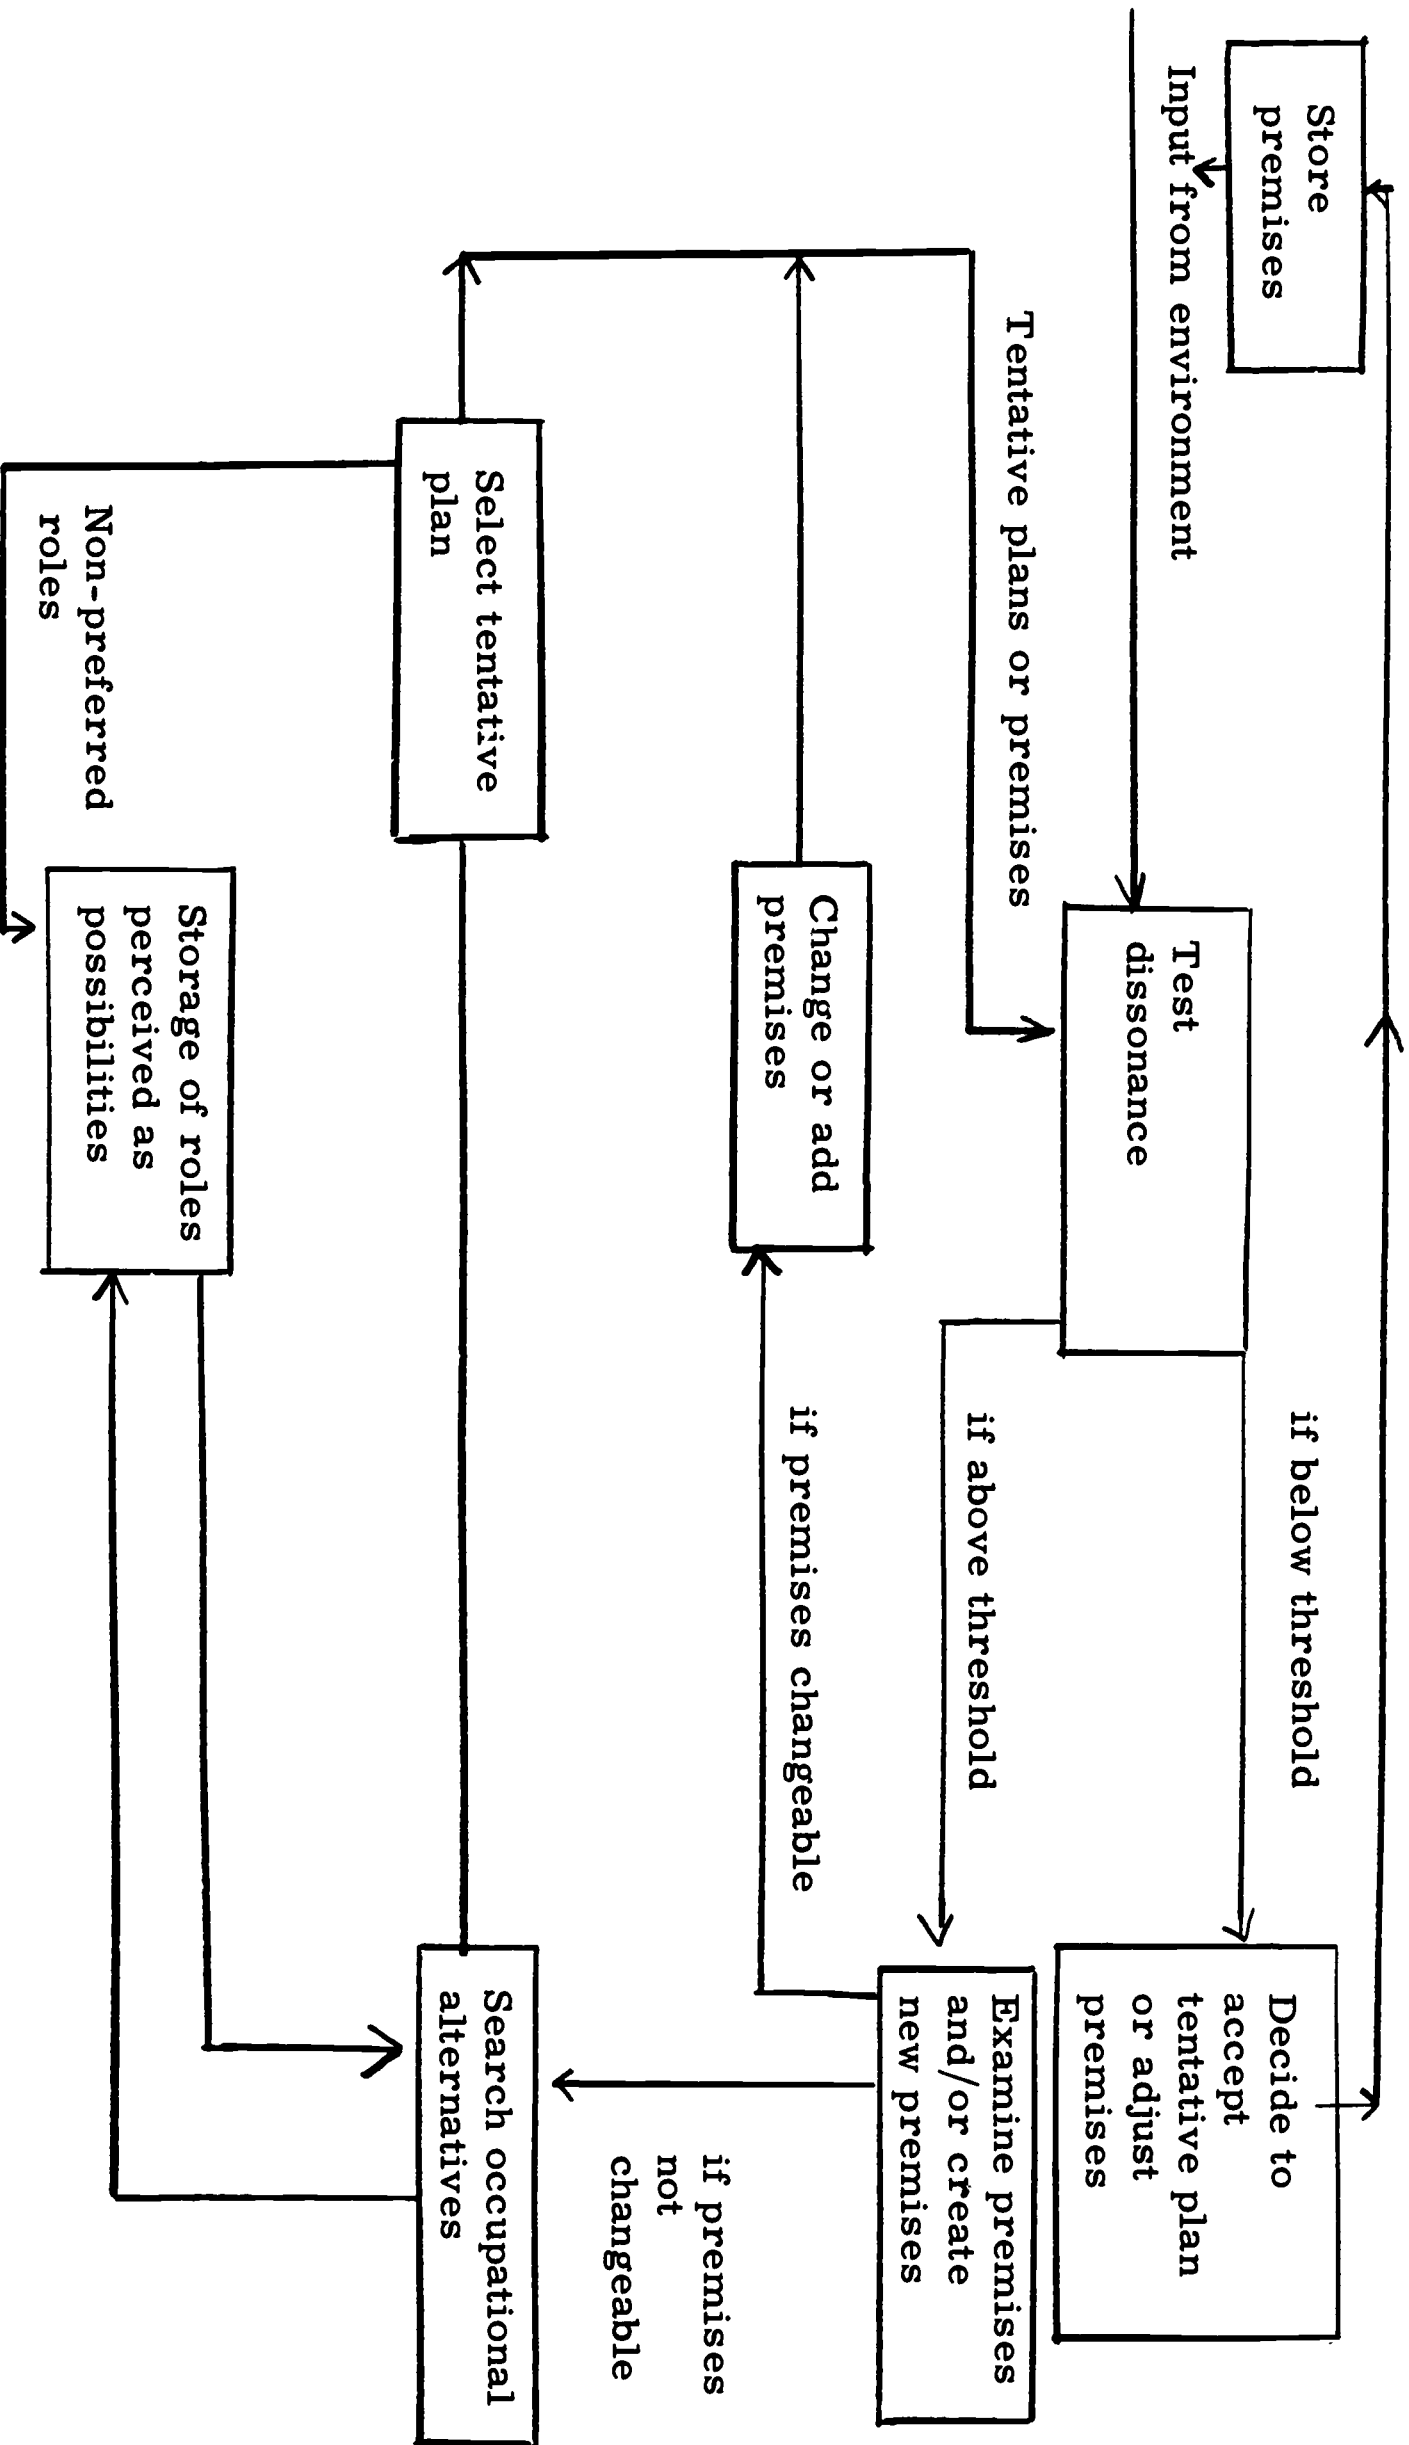 Store
premises
Input from environment
Tentative plans or premises
Test
dissonance
if below threshold
if above threshold
Decide to
accept
tentative plan
or adjust
premises
Examine premises
and/or create
new premises
Change or add
premises
if premises changeable
if premises
not
changeable
Select tentative
plan
Search occupational
alternatives
Non-preferred
roles
Storage of roles
perceived as
possibilities